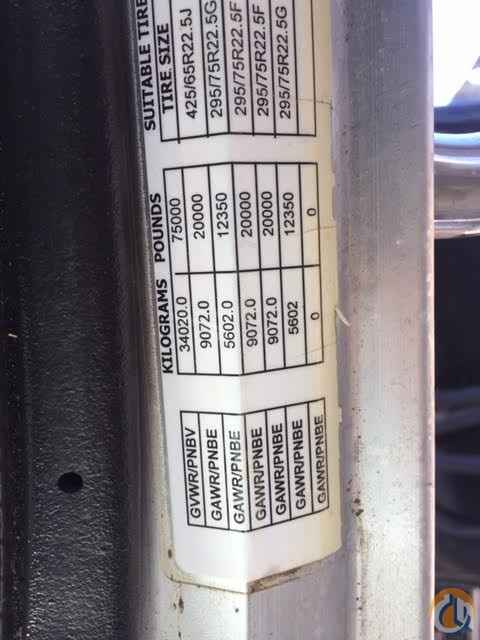 SUITABLE TIRE
KILOGRAMS POUNDS TIRE SIZE
GVWR/PNBV 34020.0 75000 425/65R22.5J
GAWR/PNBE 9072.0 20000 295/75R22.5G
GAWR/PNBE 5602.0 12350 295/75R22.5F
GAWR/PNBE 9072.0 20000 295/75R22.5F
GAWR/PNBE 9072.0 20000 295/75R22.5G
GAWR/PNBE 5602 12350
GAWR/PNBE 0 0